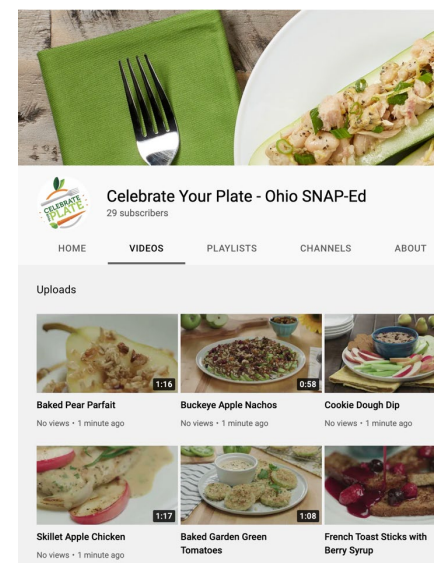 CELEBRATE
YOUR
PLATE
Celebrate Your Plate - Ohio SNAP-Ed
29 subscribers
HOME VIDEOS PLAYLISTS CHANNELS ABOUT
Uploads
1:16 0:58
Baked Pear Parfait Buckeye Apple Nachos Cookie Dough Dip
No views • 1 minute ago No views • 1 minute ago No views • 1 minute ago
1:17 1:08
Skillet Apple Chicken Baked Garden Green French Toast Sticks with
No views • 1 minute ago Tomatoes Berry Syrup